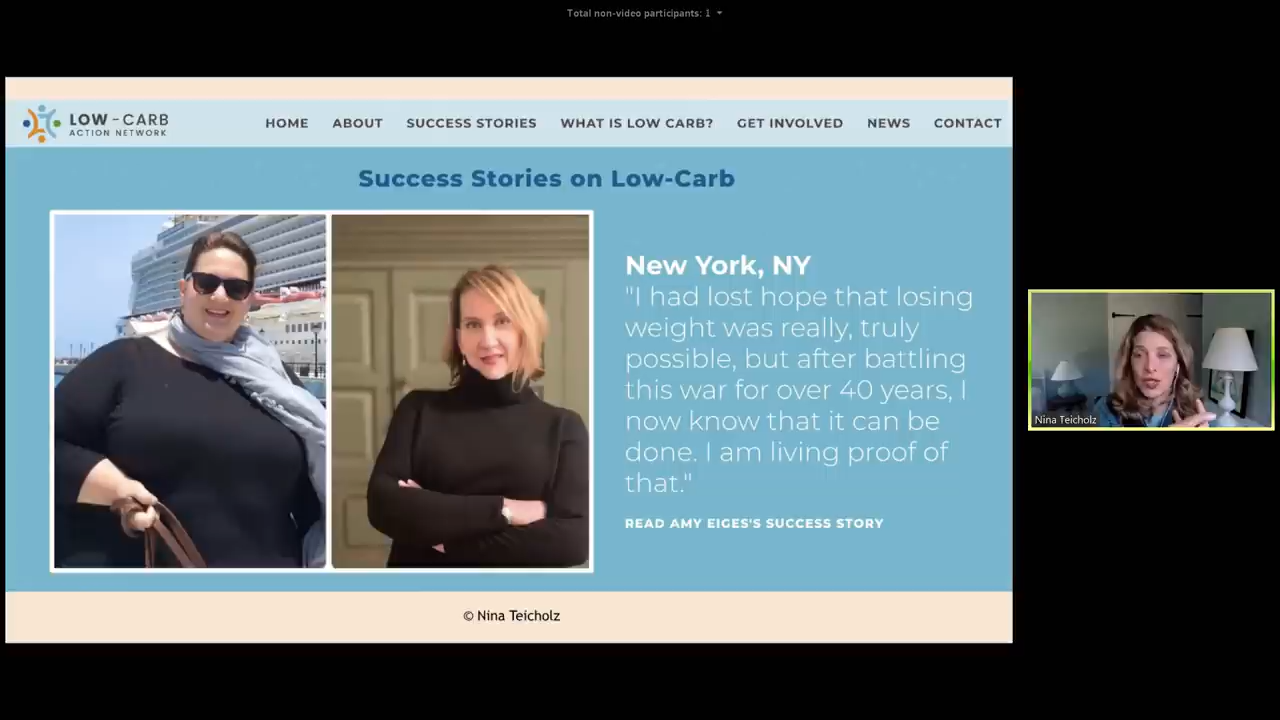 Total non-video participants: 1
LOW-CARB
ACTION NETWORK
HOME ABOUT SUCCESS STORIES WHAT IS LOW CARB? GET INVOLVED NEWS CONTACT
Success Stories on Low-Carb
New York, NY
"I had lost hope that losing
weight was really, truly
possible, but after battling
this war for over 40 years, I
now know that it can be
done. I am living proof of
that."
READ AMY EIGES'S SUCCESS STORY
Nina Teicholz
© Nina Teicholz